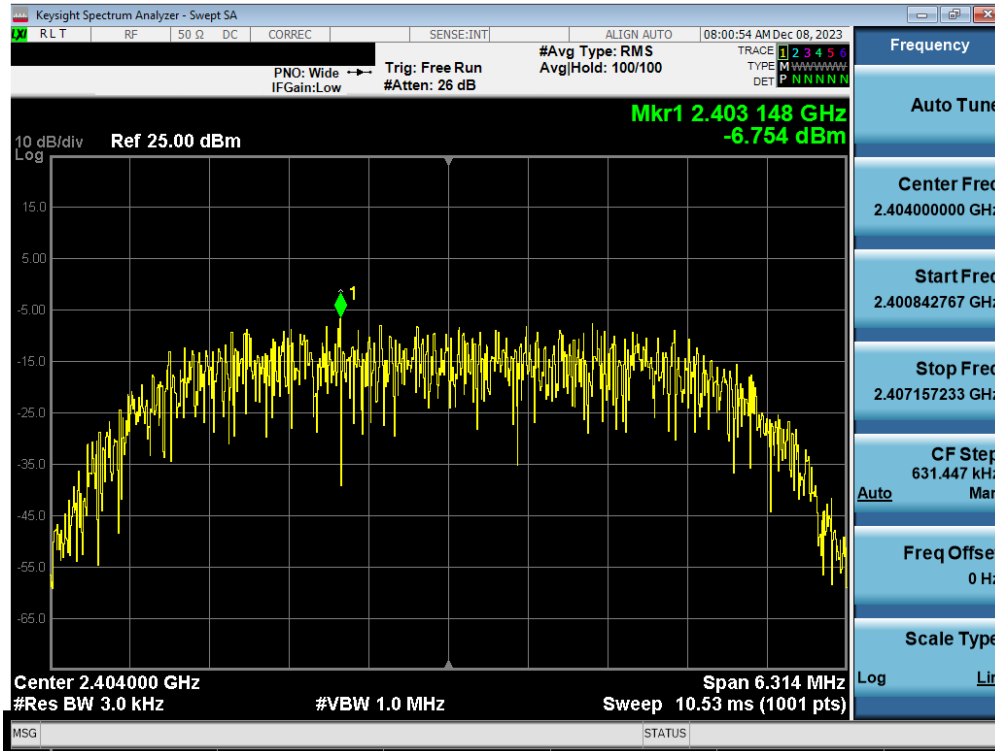 Keysight Spectrum Analyzer - Swept SA
LXI RLT RF 50 Ω DC CORREC SENSE:INT ALIGN AUTO 08:00:54 AM Dec 08, 2023
PNO: Wide
IFGain:Low
Trig: Free Run
#Atten: 26 dB
#Avg Type: RMS
Avg|Hold: 100/100
TRACE 1 2 3 4 5 6
TYPE M WWWWW
DET P N N N N N
Mkr1 2.403 148 GHz
-6.754 dBm
10 dB/div Ref 25.00 dBm
Log
15.0
5.00
-5.00
-15.0
-25.0
-35.0
-45.0
-55.0
-65.0
1
Center 2.404000 GHz Span 6.314 MHz
#Res BW 3.0 kHz #VBW 1.0 MHz Sweep 10.53 ms (1001 pts)
MSG STATUS
Frequency
Auto Tune
Center Freq
2.404000000 GHz
Start Freq
2.400842767 GHz
Stop Freq
2.407157233 GHz
CF Step
631.447 kHz
Auto Man
Freq Offset
0 Hz
Scale Type
Log Lin